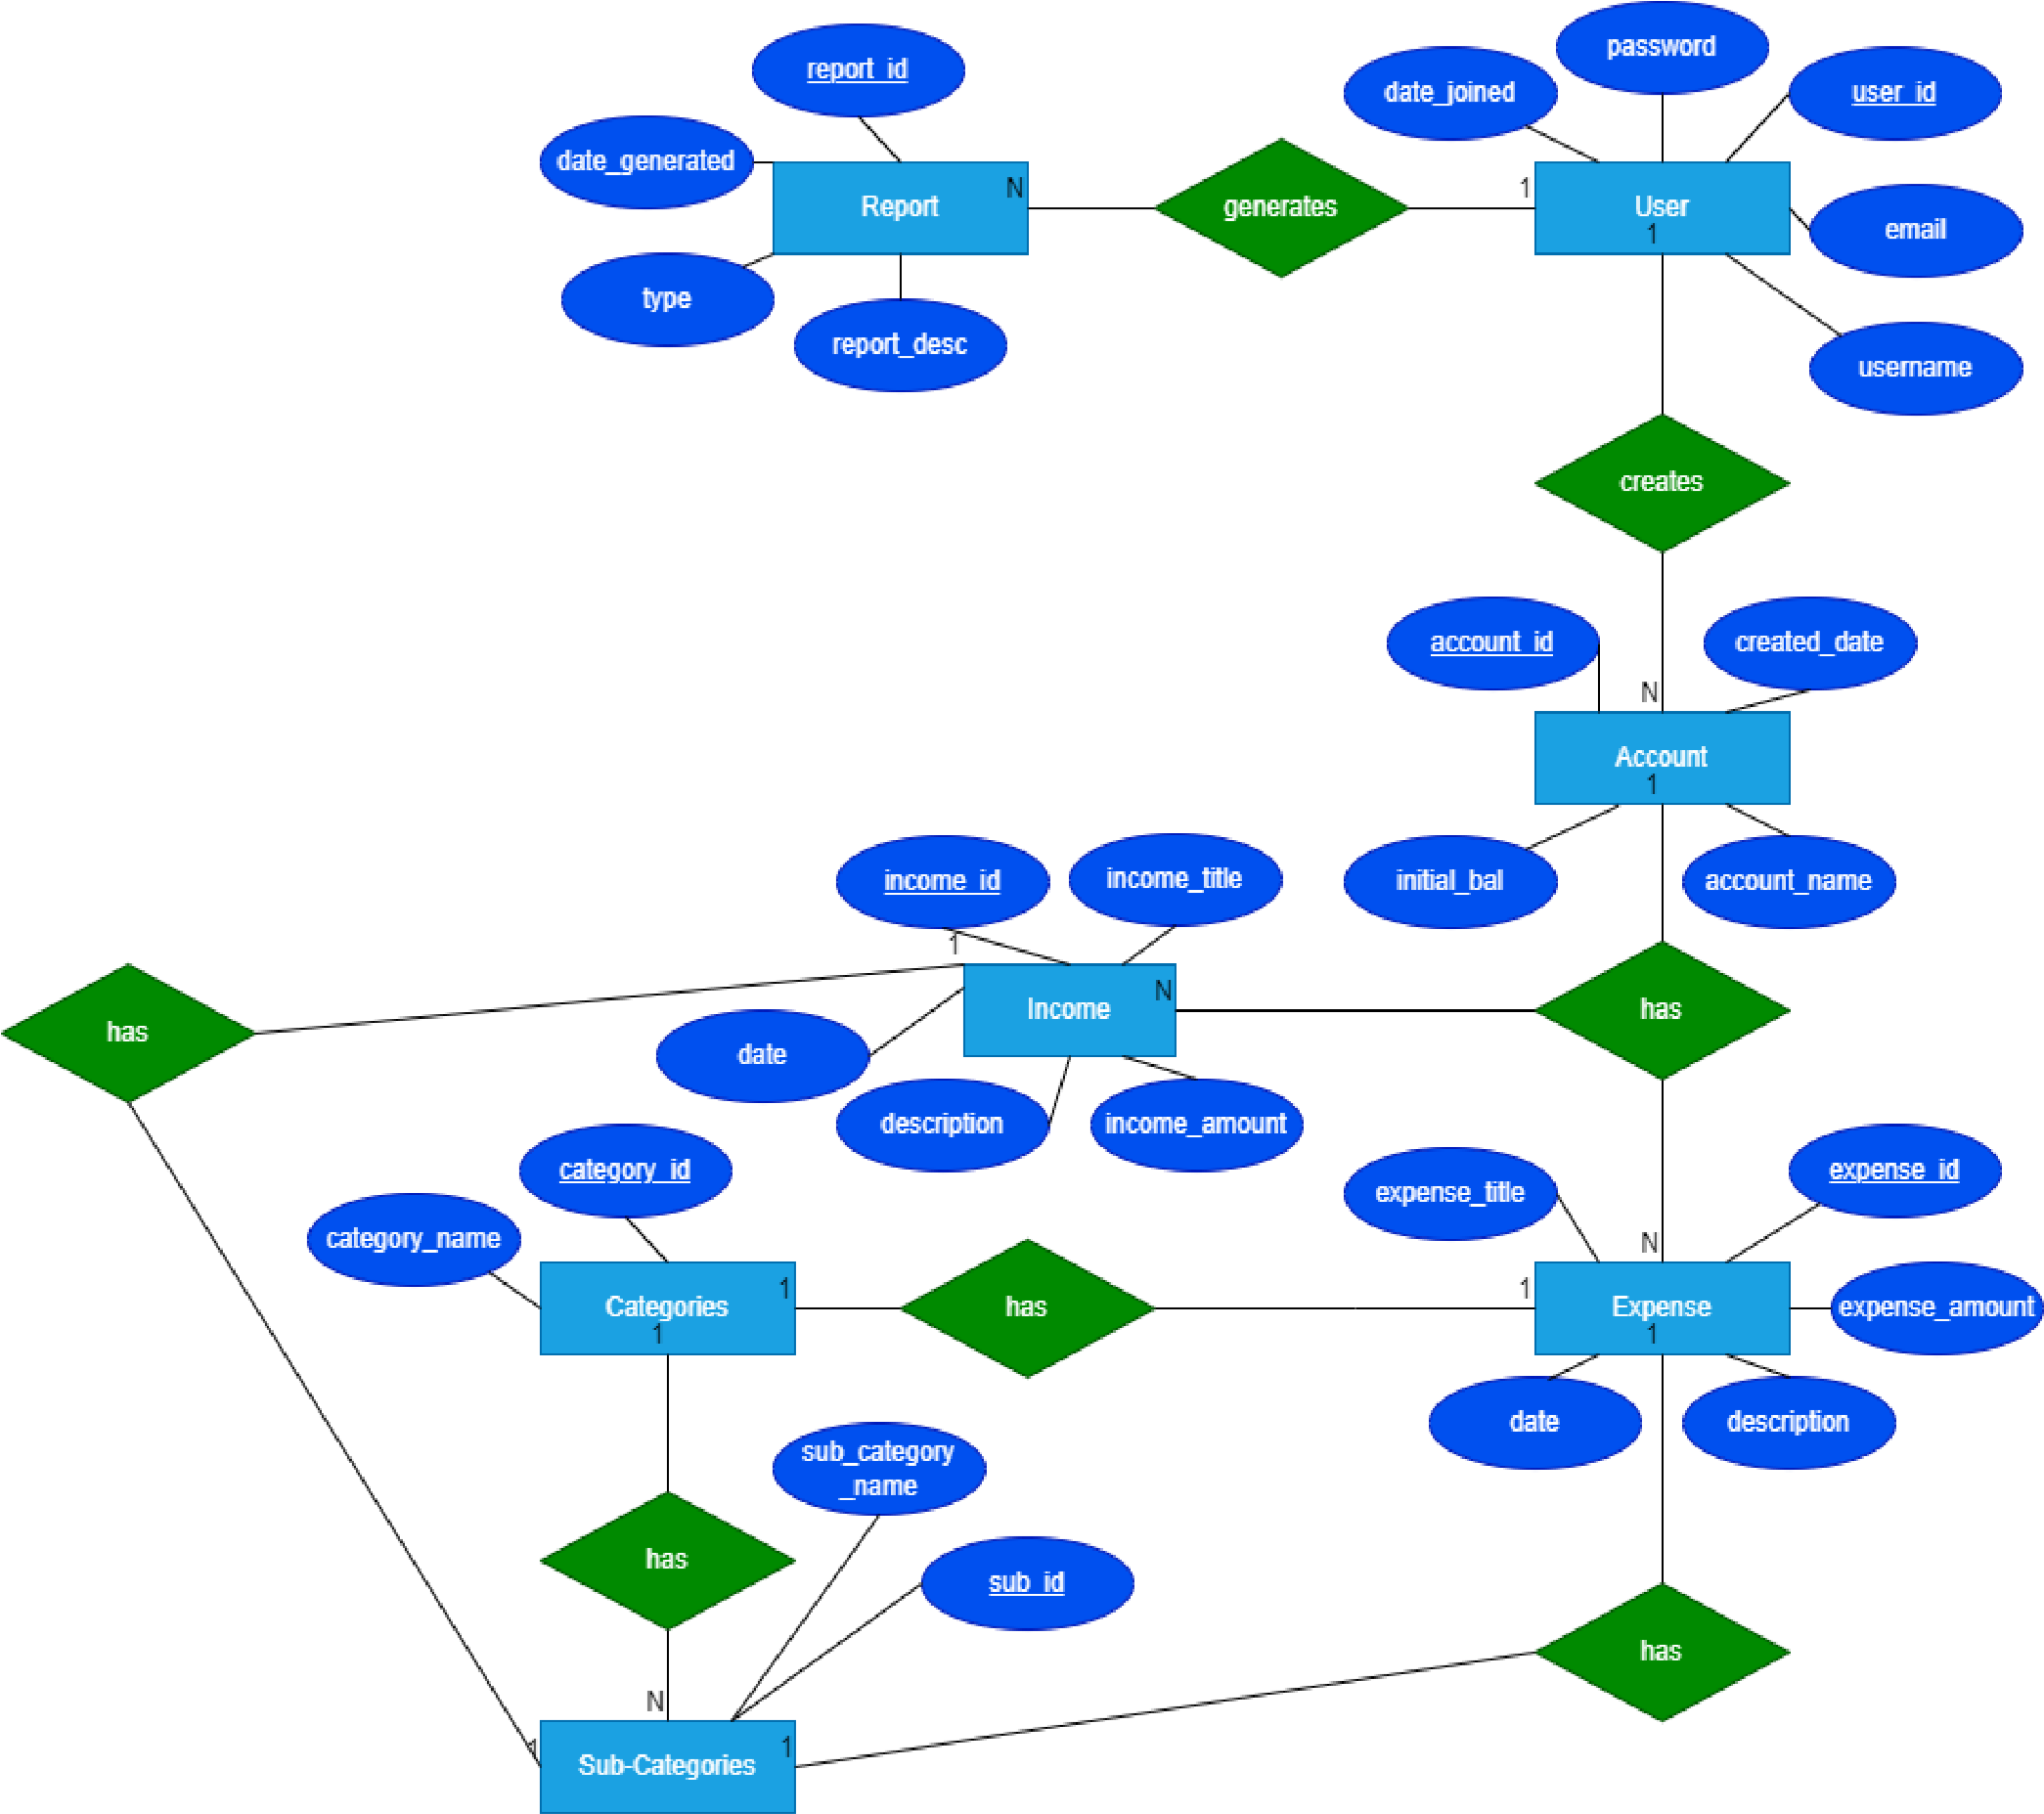 password
report_id
date_joined
user_id
date_generated
N
1
Report
generates
User
1
email
type
report_desc
username
creates
account_id
created_date
N
Account
1
income_id
income_title
initial_bal
account_name
1
N
Income
has
has
date
description
income_amount
category_id
expense_title
expense_id
category_name
N
1
1
Categories
has
Expense
expense_amount
1
1
date
description
sub_category
_name
has
sub_id
has
N
1
1
Sub-Categories